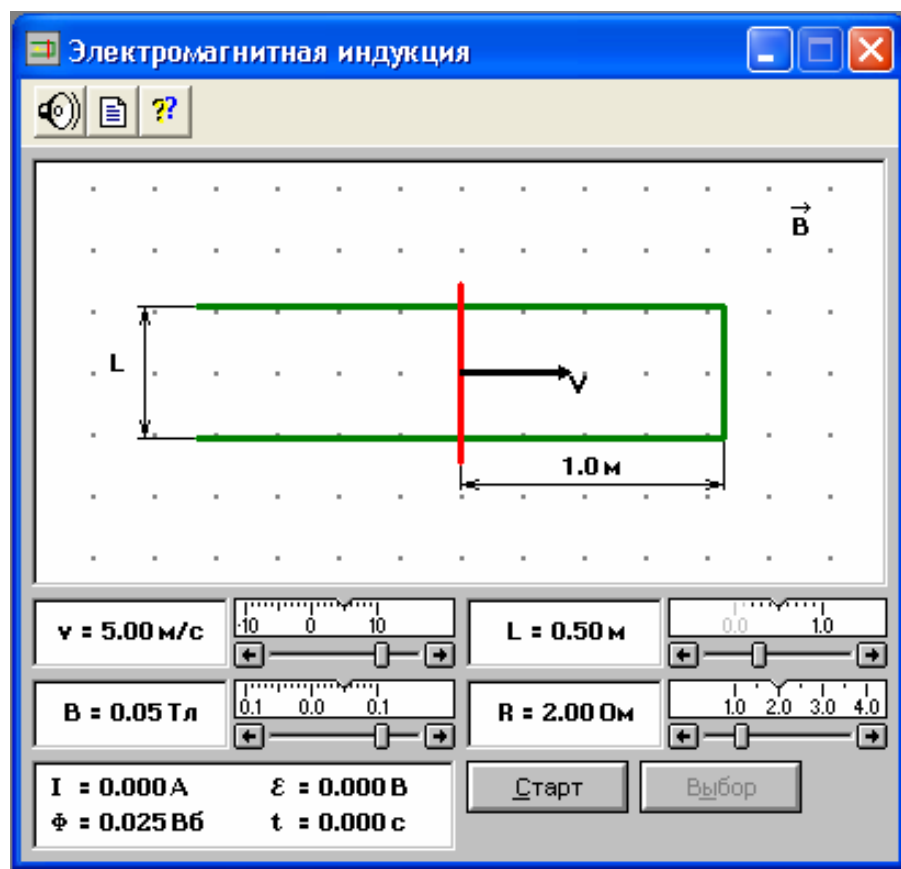 Электромагнитная индукция
??
B
L
V
1.0 м
v = 5.00 м/с
-10 0 10
L = 0.50 м
0.0 1.0
B = 0.05 Тл
0.1 0.0 0.1
R = 2.00 Ом
1.0 2.0 3.0 4.0
I = 0.000 А ℰ = 0.000 В
Φ = 0.025 Вб t = 0.000 с
Старт
Выбор